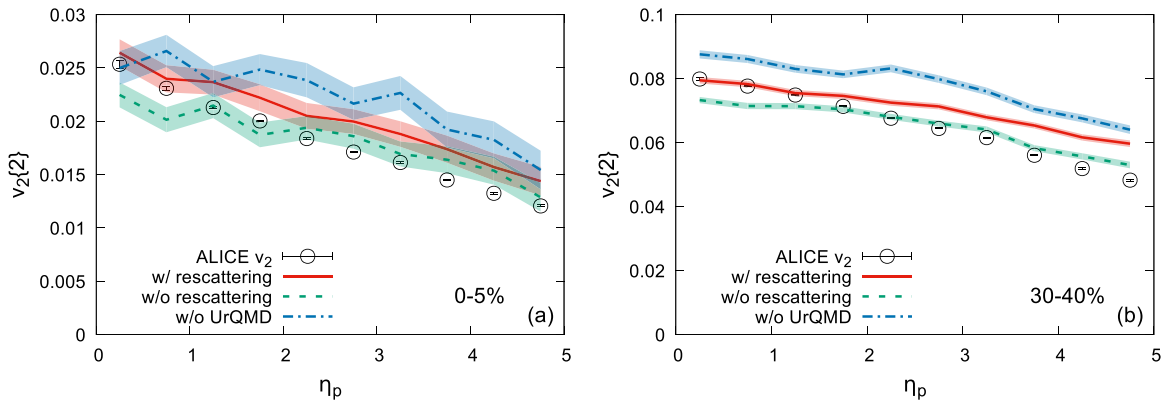 0.03
0.025
0.02
0.015
0.01
0.005
0
v₂{2}
ALICE v₂
w/ rescattering
w/o rescattering
w/o UrQMD
0-5%
(a)
0 1 2 3 4 5
ηₚ
0.1
0.08
0.06
0.04
0.02
0
v₂{2}
ALICE v₂
w/ rescattering
w/o rescattering
w/o UrQMD
30-40%
(b)
0 1 2 3 4 5
ηₚ